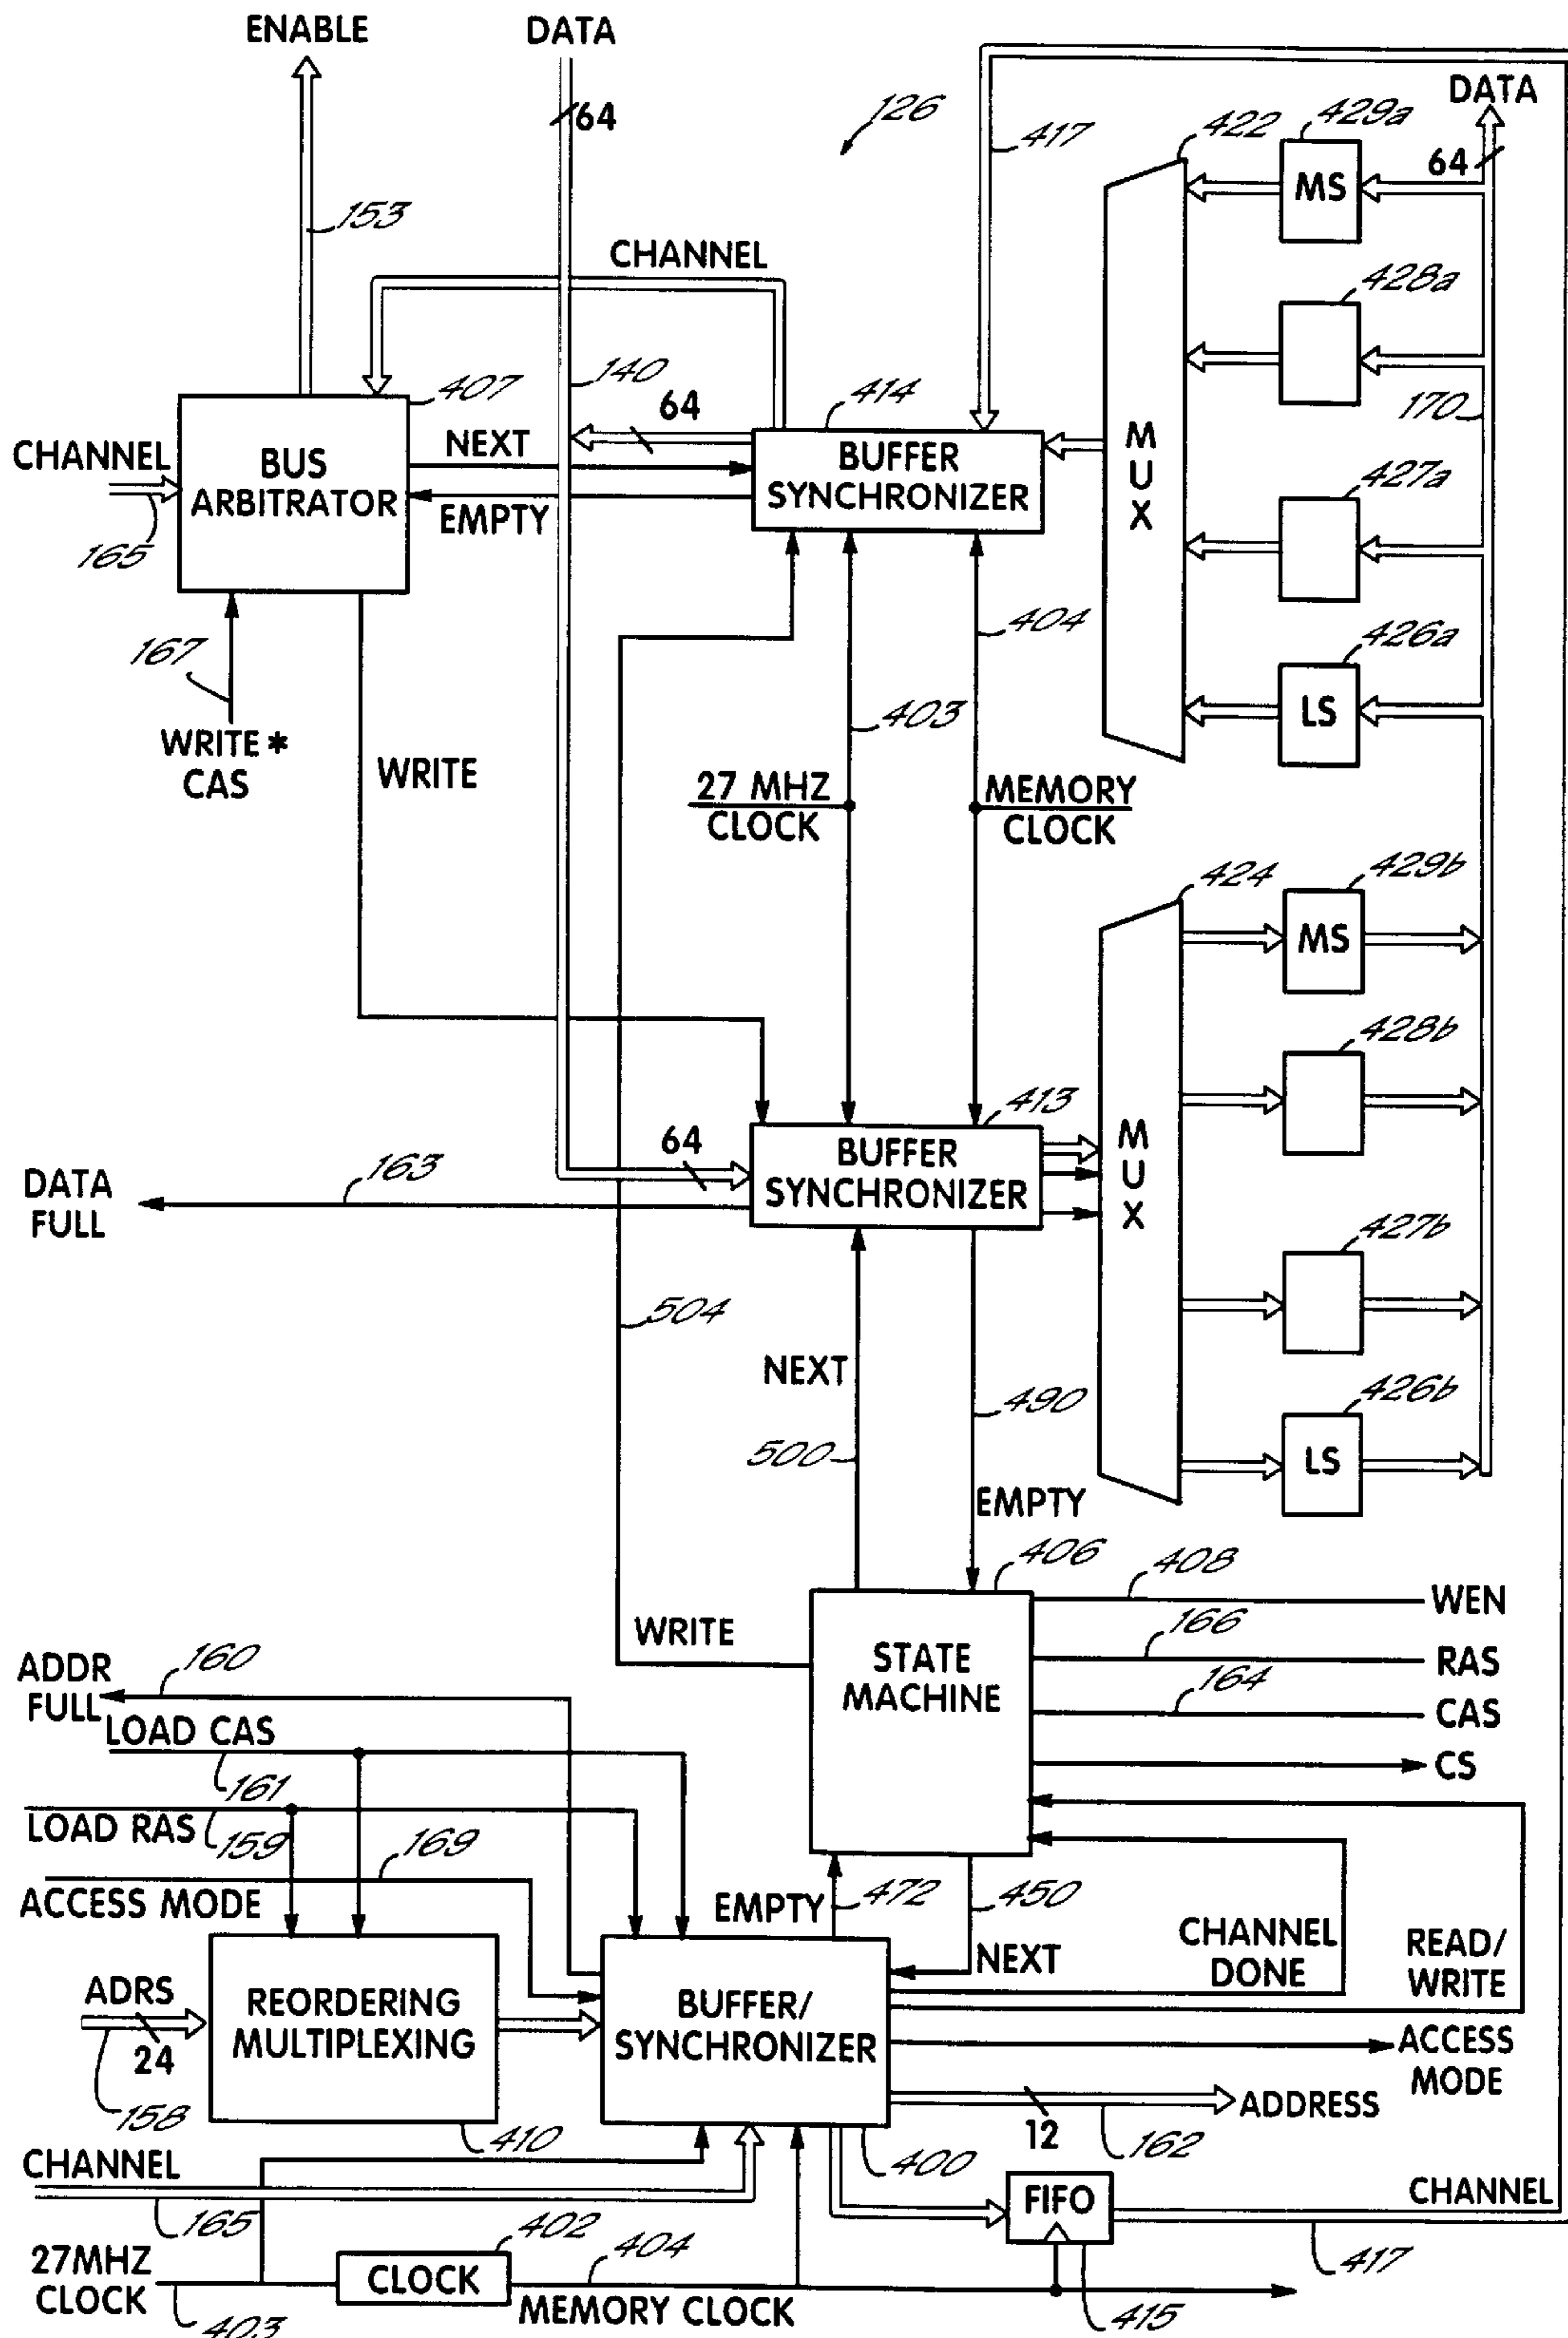 ENABLE
DATA
64
126
417
422
429a
DATA
64
MS
153
CHANNEL
428a
407
140
64
414
170
CHANNEL
BUS
ARBITRATOR
NEXT
EMPTY
BUFFER
SYNCHRONIZER
MUX
427a
165
167
404
426a
403
LS
WRITE *
CAS
WRITE
27 MHZ
CLOCK
MEMORY
CLOCK
424
429b
MS
428b
413
64
MUX
DATA
FULL
163
BUFFER
SYNCHRONIZER
427b
504
NEXT
490
426b
500
LS
EMPTY
406
408
WEN
WRITE
166
RAS
ADDR
FULL
160
STATE
MACHINE
164
CAS
LOAD CAS
CS
161
LOAD RAS
159
169
ACCESS MODE
EMPTY
472
450
NEXT
CHANNEL
DONE
READ/
WRITE
ADRS
24
REORDERING
MULTIPLEXING
BUFFER/
SYNCHRONIZER
ACCESS
MODE
158
12
ADDRESS
410
162
CHANNEL
400
FIFO
CHANNEL
165
402
404
27MHZ
CLOCK
CLOCK
417
403
MEMORY CLOCK
415